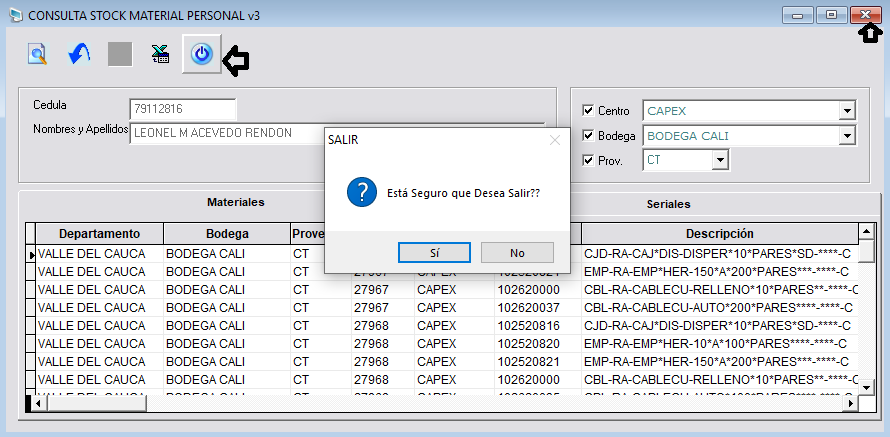 CONSULTA STOCK MATERIAL PERSONAL v3
Cedula 79112816
Nombres y Apellidos LEONEL M ACEVEDO RENDON
Centro CAPEX
Bodega BODEGA CALI
Prov. CT
SALIR
Está Seguro que Desea Salir??
Sí No
Materiales Seriales
Departamento Bodega Prove Descripción
VALLE DEL CAUCA BODEGA CALI CT CJD-RA-CAJ*DIS-DISPER*10*PARES*SD-****-C
VALLE DEL CAUCA BODEGA CALI CT 27967 CAPEX 102520821 EMP-RA-EMP*HER-150*A*200*PARES***-****-C
VALLE DEL CAUCA BODEGA CALI CT 27967 CAPEX 102620000 CBL-RA-CABLECU-RELLENO*10*PARES**-****-C
VALLE DEL CAUCA BODEGA CALI CT 27967 CAPEX 102620037 CBL-RA-CABLECU-AUTO*200*PARES****-****-C
VALLE DEL CAUCA BODEGA CALI CT 27968 CAPEX 102520816 CJD-RA-CAJ*DIS-DISPER*10*PARES*SD-****-C
VALLE DEL CAUCA BODEGA CALI CT 27968 CAPEX 102520820 EMP-RA-EMP*HER-10*A*100*PARES****-****-C
VALLE DEL CAUCA BODEGA CALI CT 27968 CAPEX 102520821 EMP-RA-EMP*HER-150*A*200*PARES***-****-C
VALLE DEL CAUCA BODEGA CALI CT 27968 CAPEX 102620000 CBL-RA-CABLECU-RELLENO*10*PARES**-****-C